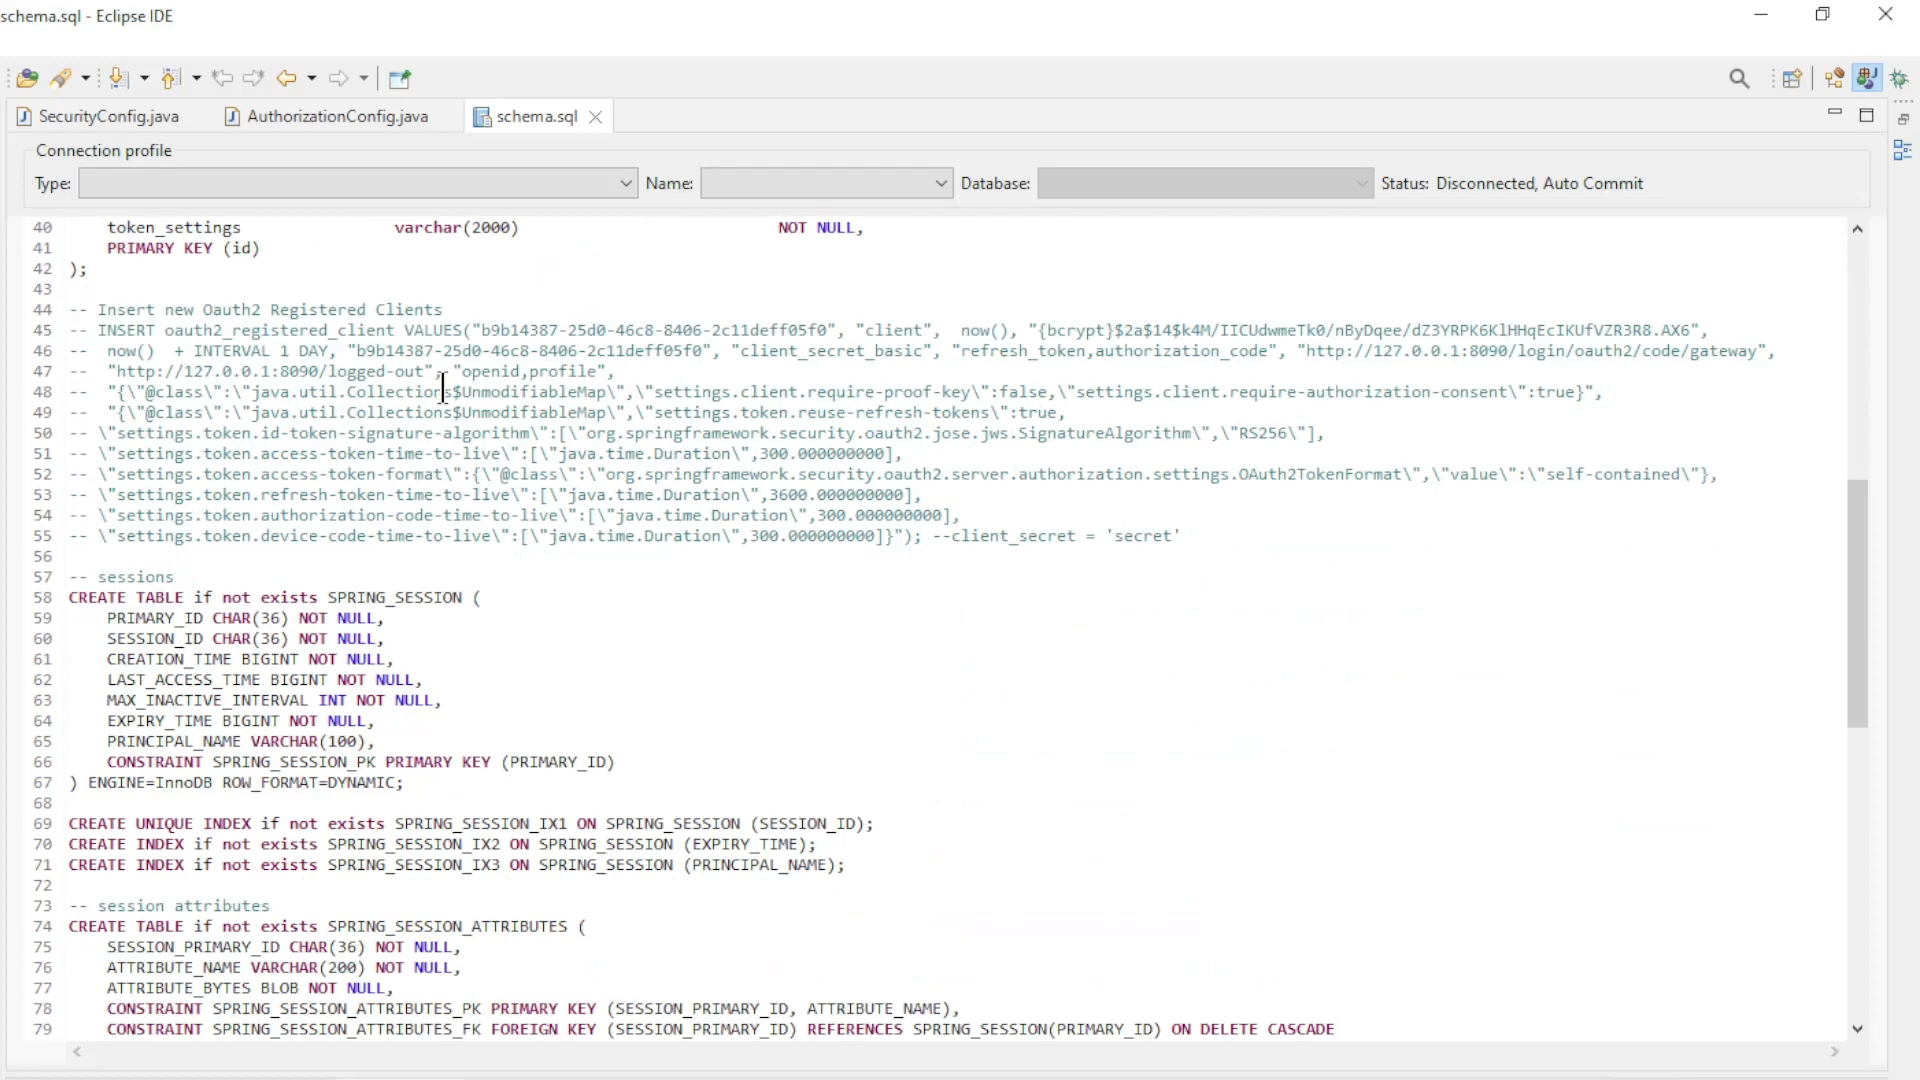 schema.sql - Eclipse IDE
SecurityConfig.java
AuthorizationConfig.java
schema.sql
Connection profile
Type:
Name:
Database:
Status: Disconnected, Auto Commit
40 token_settings varchar(2000) NOT NULL,
41 PRIMARY KEY (id)
42 );
43
44 -- Insert new Oauth2 Registered Clients
45 -- INSERT oauth2_registered_client VALUES("b9b14387-25d0-46c8-8406-2c11deff05f0", "client", now(), "{bcrypt}$2a$14$k4M/IICUdwmeTk0/nByDqee/dZ3YRPK6KlHHqEcIKUfVZR3R8.AX6",
46 -- now() + INTERVAL 1 DAY, "b9b14387-25d0-46c8-8406-2c11deff05f0", "client_secret_basic", "refresh_token,authorization_code", "http://127.0.0.1:8090/login/oauth2/code/gateway",
47 -- "http://127.0.0.1:8090/logged-out", "openid,profile",
48 -- "{\"@class\":\"java.util.Collections$UnmodifiableMap\",\"settings.client.require-proof-key\":false,\"settings.client.require-authorization-consent\":true}",
49 -- "{\"@class\":\"java.util.Collections$UnmodifiableMap\",\"settings.token.reuse-refresh-tokens\":true,
50 -- \"settings.token.id-token-signature-algorithm\":[\"org.springframework.security.oauth2.jose.jws.SignatureAlgorithm\",\"RS256\"],
51 -- \"settings.token.access-token-time-to-live\":[\"java.time.Duration\",300.000000000],
52 -- \"settings.token.access-token-format\":{\"@class\":\"org.springframework.security.oauth2.server.authorization.settings.OAuth2TokenFormat\",\"value\":\"self-contained\"},
53 -- \"settings.token.refresh-token-time-to-live\":[\"java.time.Duration\",3600.000000000],
54 -- \"settings.token.authorization-code-time-to-live\":[\"java.time.Duration\",300.000000000],
55 -- \"settings.token.device-code-time-to-live\":[\"java.time.Duration\",300.000000000]}"); --client_secret = 'secret'
56
57 -- sessions
58 CREATE TABLE if not exists SPRING_SESSION (
59 PRIMARY_ID CHAR(36) NOT NULL,
60 SESSION_ID CHAR(36) NOT NULL,
61 CREATION_TIME BIGINT NOT NULL,
62 LAST_ACCESS_TIME BIGINT NOT NULL,
63 MAX_INACTIVE_INTERVAL INT NOT NULL,
64 EXPIRY_TIME BIGINT NOT NULL,
65 PRINCIPAL_NAME VARCHAR(100),
66 CONSTRAINT SPRING_SESSION_PK PRIMARY KEY (PRIMARY_ID)
67 ) ENGINE=InnoDB ROW_FORMAT=DYNAMIC;
68
69 CREATE UNIQUE INDEX if not exists SPRING_SESSION_IX1 ON SPRING_SESSION (SESSION_ID);
70 CREATE INDEX if not exists SPRING_SESSION_IX2 ON SPRING_SESSION (EXPIRY_TIME);
71 CREATE INDEX if not exists SPRING_SESSION_IX3 ON SPRING_SESSION (PRINCIPAL_NAME);
72
73 -- session attributes
74 CREATE TABLE if not exists SPRING_SESSION_ATTRIBUTES (
75 SESSION_PRIMARY_ID CHAR(36) NOT NULL,
76 ATTRIBUTE_NAME VARCHAR(200) NOT NULL,
77 ATTRIBUTE_BYTES BLOB NOT NULL,
78 CONSTRAINT SPRING_SESSION_ATTRIBUTES_PK PRIMARY KEY (SESSION_PRIMARY_ID, ATTRIBUTE_NAME),
79 CONSTRAINT SPRING_SESSION_ATTRIBUTES_FK FOREIGN KEY (SESSION_PRIMARY_ID) REFERENCES SPRING_SESSION(PRIMARY_ID) ON DELETE CASCADE